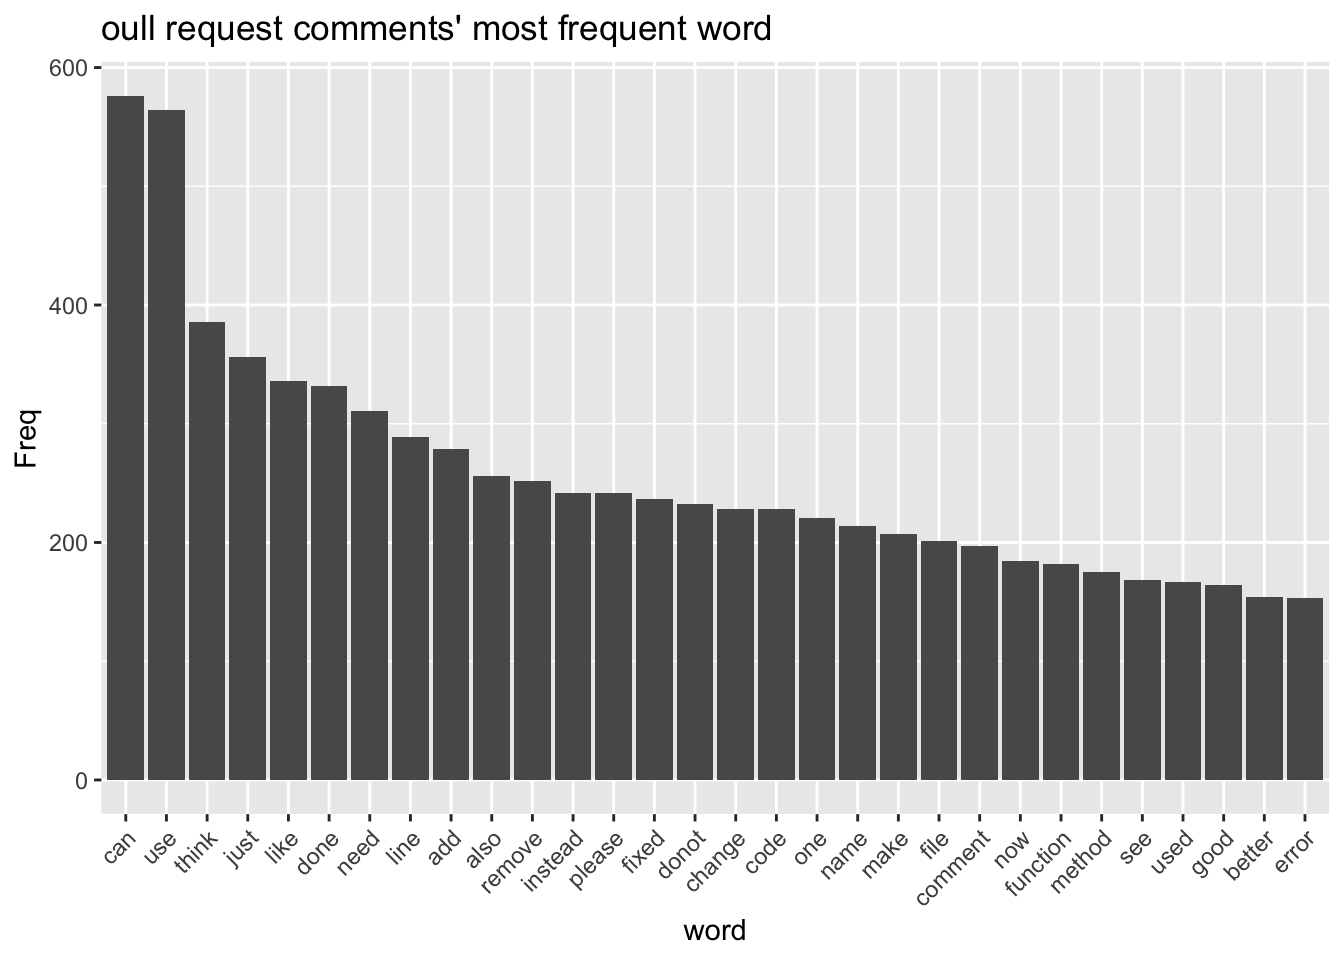 oull request comments' most frequent word
600
400
200
0
Freq
can use think just like done need line add also remove instead please fixed donot change code one name make file comment now function method see used good better error
word